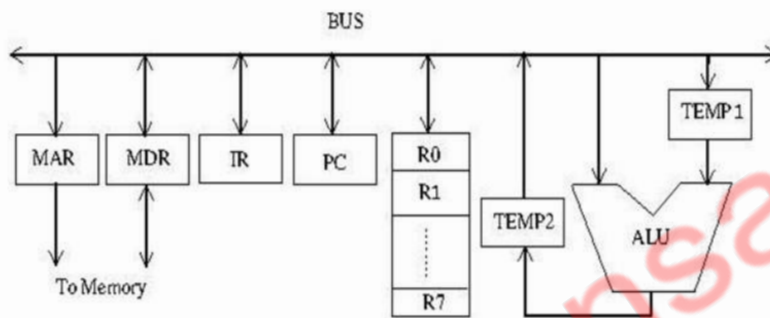 BUS
TEMP1
MAR MDR IR PC R0
R1
TEMP2 ALU
R7
To Memory